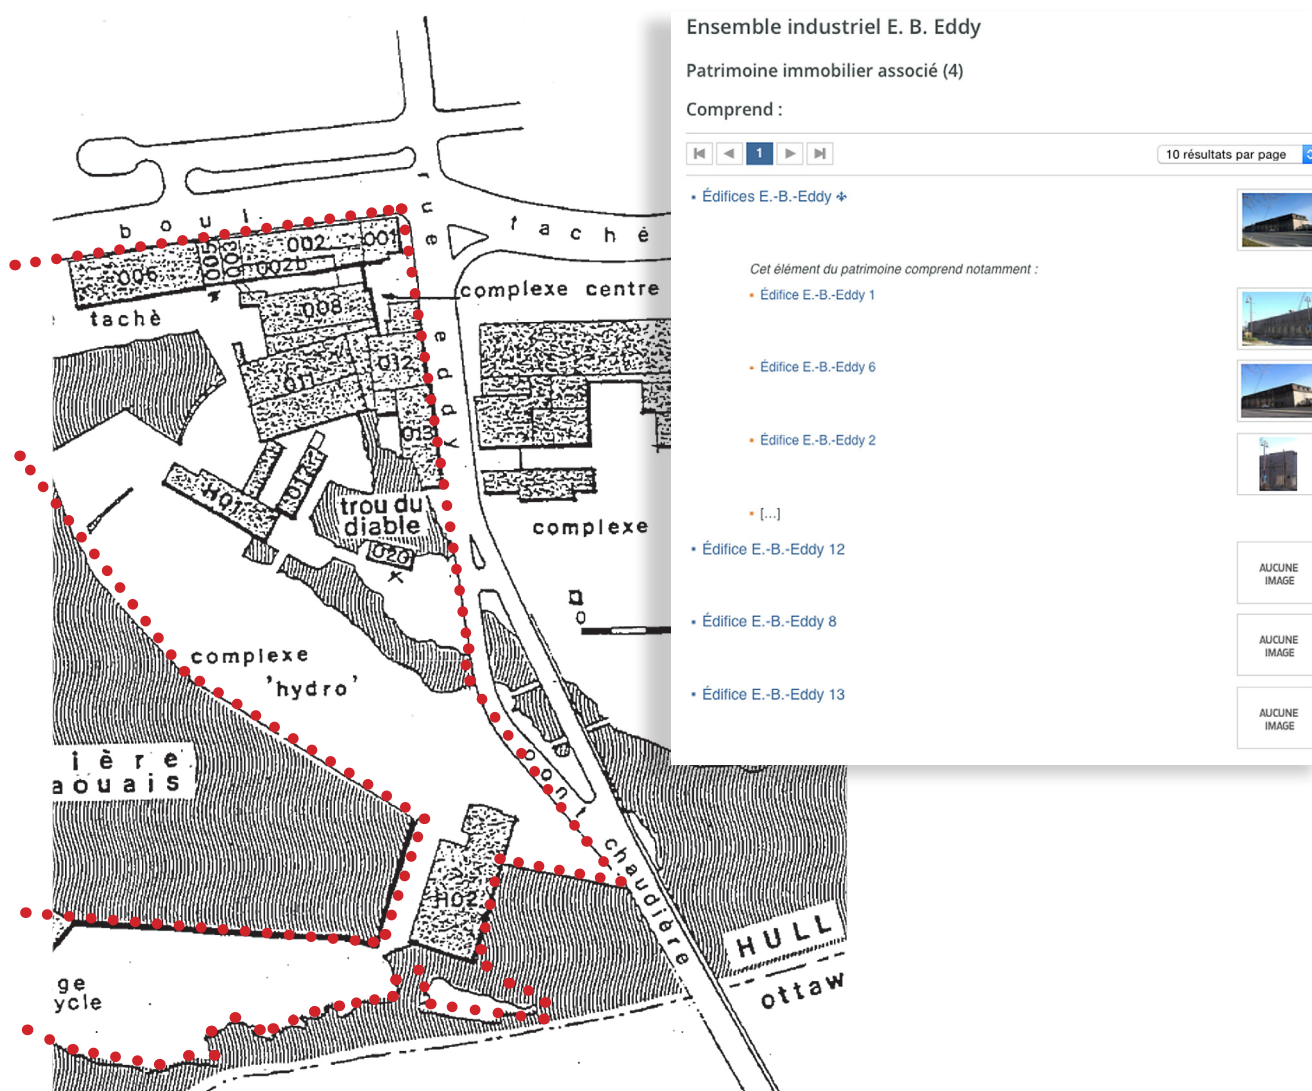 Ensemble industriel E. B. Eddy
Patrimoine immobilier associé (4)
Comprend :
1
10 résultats par page
Édifices E.-B.-Eddy
Cet élément du patrimoine comprend notamment :
Édifice E.-B.-Eddy 1
Édifice E.-B.-Eddy 6
Édifice E.-B.-Eddy 2
[...]
Édifice E.-B.-Eddy 12
AUCUNE
IMAGE
Édifice E.-B.-Eddy 8
AUCUNE
IMAGE
Édifice E.-B.-Eddy 13
AUCUNE
IMAGE
boul.
taché
rue eddy
006
005
003
002
001
002b
taché
008
complexe centre
012
011
013
H01
017
trou du
diable
020
complexe
0
complexe
'hydro'
ière
aouais
pont chaudière
H02
HULL
ottaw
ge
ycle